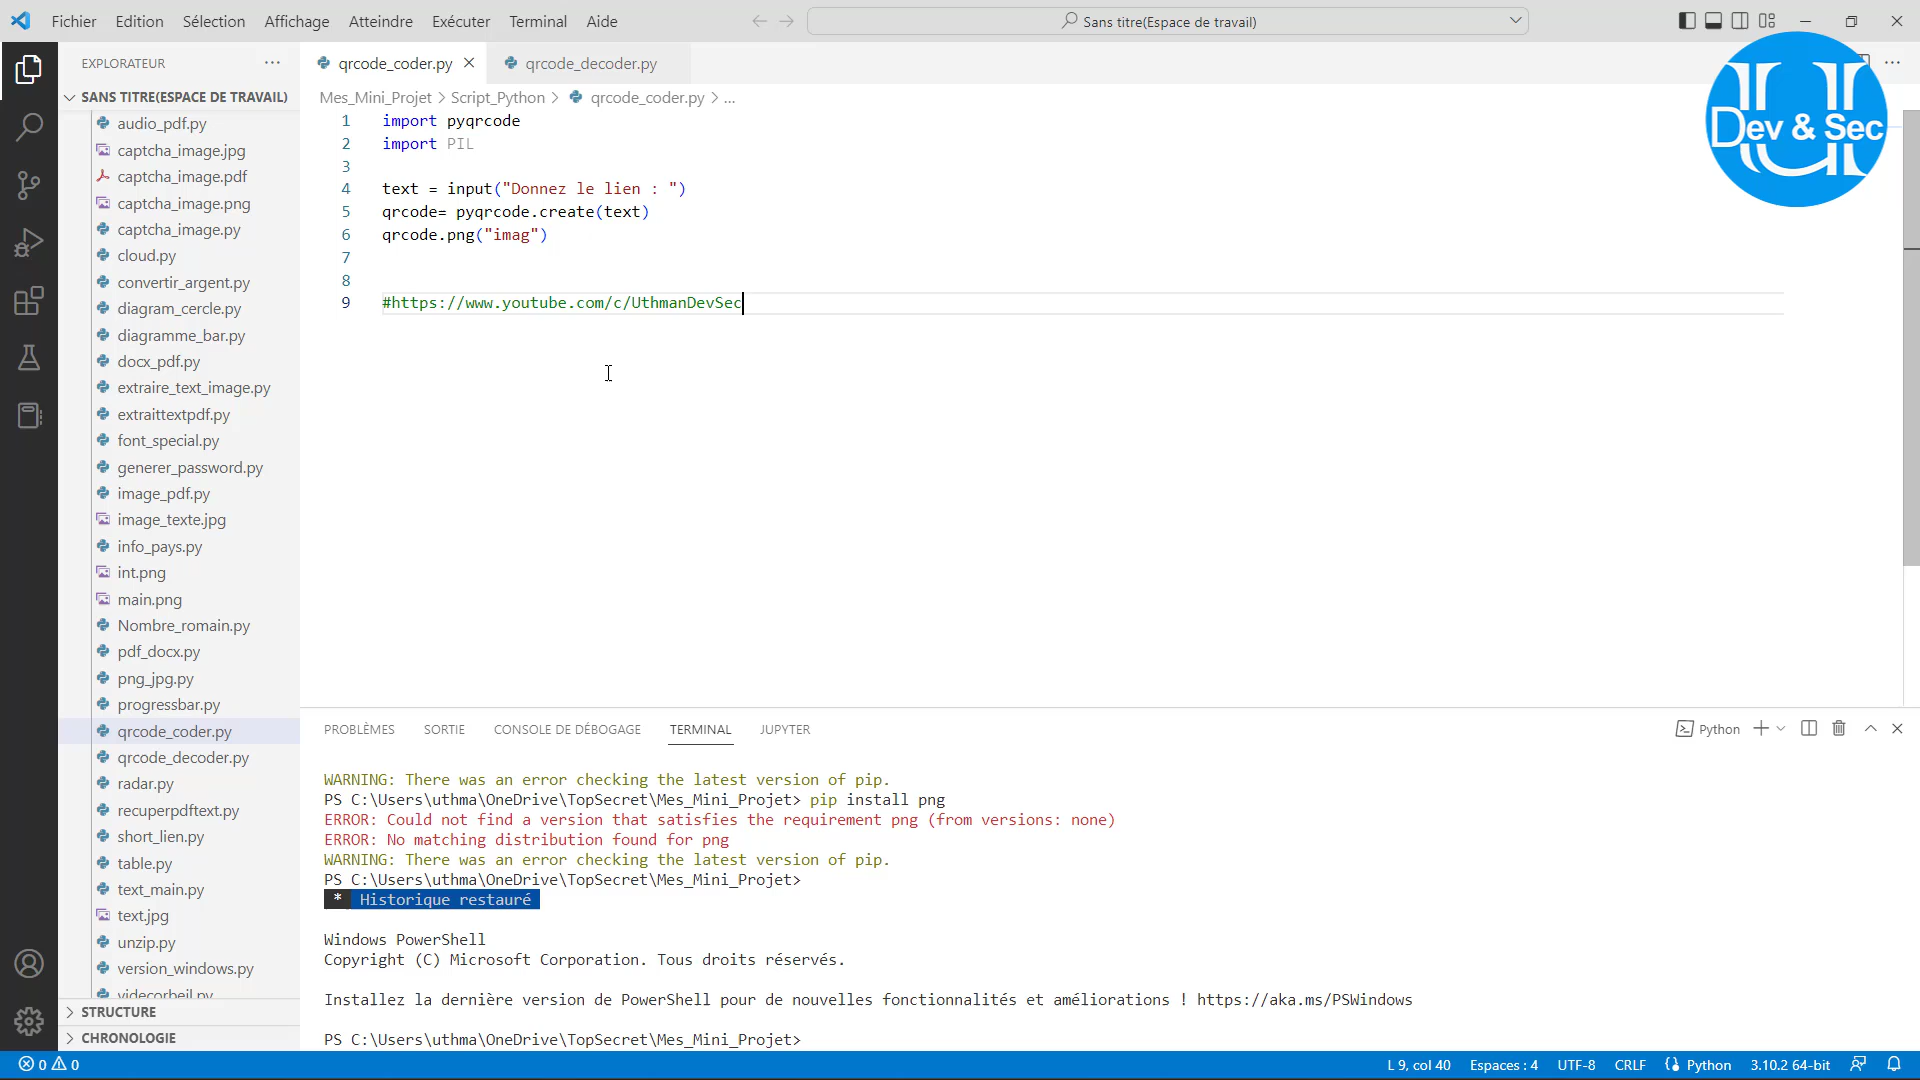 Fichier Edition Sélection Affichage Atteindre Exécuter Terminal Aide
Sans titre(Espace de travail)
EXPLORATEUR
qrcode_coder.py
qrcode_decoder.py
Dev & Sec
SANS TITRE(ESPACE DE TRAVAIL)
Mes_Mini_Projet > Script_Python > qrcode_coder.py > ...
audio_pdf.py
captcha_image.jpg
captcha_image.pdf
captcha_image.png
captcha_image.py
cloud.py
convertir_argent.py
diagram_cercle.py
diagramme_bar.py
docx_pdf.py
extraire_text_image.py
extraittextpdf.py
font_special.py
generer_password.py
image_pdf.py
image_texte.jpg
info_pays.py
int.png
main.png
Nombre_romain.py
pdf_docx.py
png_jpg.py
progressbar.py
qrcode_coder.py
qrcode_decoder.py
radar.py
recuperpdftext.py
short_lien.py
table.py
text_main.py
text.jpg
unzip.py
version_windows.py
videcorbeil.py
STRUCTURE
CHRONOLOGIE
1 import pyqrcode
2 import PIL
3
4 text = input("Donnez le lien : ")
5 qrcode= pyqrcode.create(text)
6 qrcode.png("imag")
7
8
9 #https://www.youtube.com/c/UthmanDevSec
PROBLÈMES SORTIE CONSOLE DE DÉBOGAGE TERMINAL JUPYTER
Python
WARNING: There was an error checking the latest version of pip.
PS C:\Users\uthma\OneDrive\TopSecret\Mes_Mini_Projet> pip install png
ERROR: Could not find a version that satisfies the requirement png (from versions: none)
ERROR: No matching distribution found for png
WARNING: There was an error checking the latest version of pip.
PS C:\Users\uthma\OneDrive\TopSecret\Mes_Mini_Projet>
* Historique restauré
Windows PowerShell
Copyright (C) Microsoft Corporation. Tous droits réservés.
Installez la dernière version de PowerShell pour de nouvelles fonctionnalités et améliorations ! https://aka.ms/PSWindows
PS C:\Users\uthma\OneDrive\TopSecret\Mes_Mini_Projet>
0 0
L 9, col 40 Espaces : 4 UTF-8 CRLF Python 3.10.2 64-bit